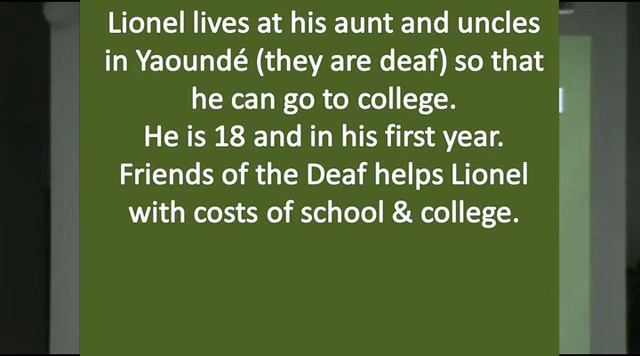 Lionel lives at his aunt and uncles
in Yaoundé (they are deaf) so that
he can go to college.
He is 18 and in his first year.
Friends of the Deaf helps Lionel
with costs of school & college.